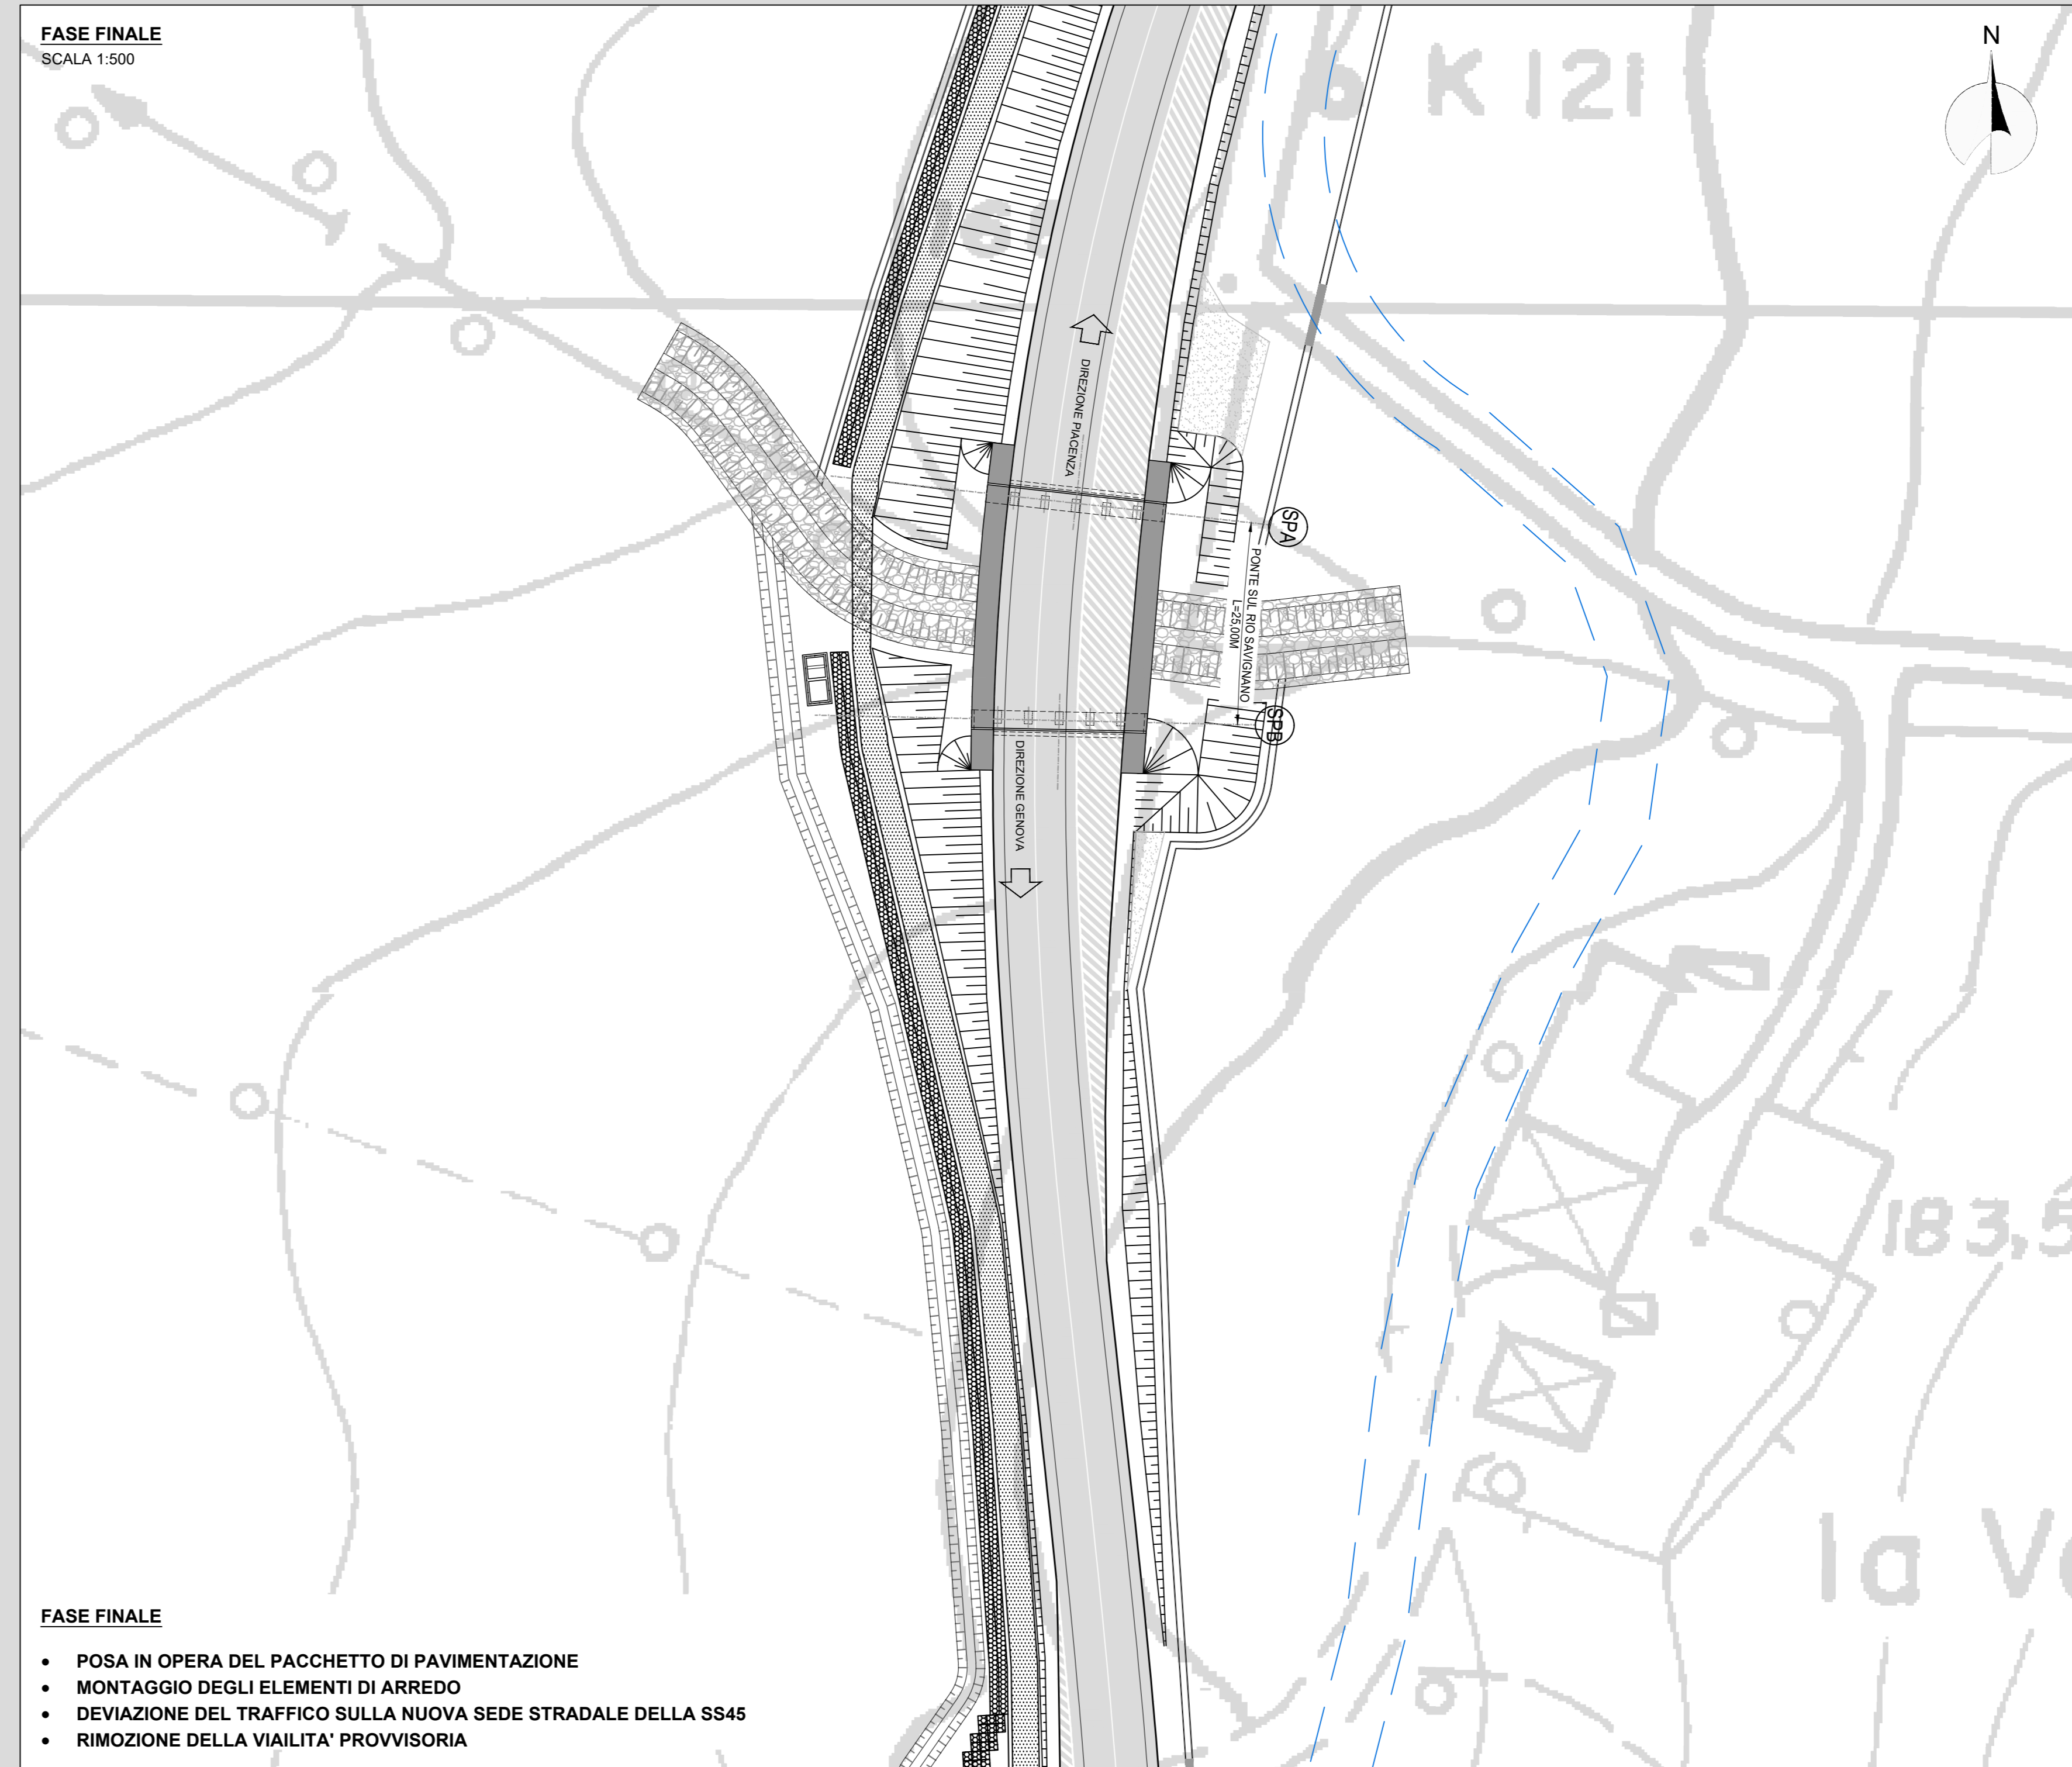 FASE FINALE
SCALA 1:500
N
K 121
DIREZIONE PIACENZA
SPA
PONTE SUL RIO SAVIGNANO
L=25,00M
SPB
DIREZIONE GENOVA
183,5
la V
FASE FINALE
• POSA IN OPERA DEL PACCHETTO DI PAVIMENTAZIONE
• MONTAGGIO DEGLI ELEMENTI DI ARREDO
• DEVIAZIONE DEL TRAFFICO SULLA NUOVA SEDE STRADALE DELLA SS45
• RIMOZIONE DELLA VIAILITA' PROVVISORIA